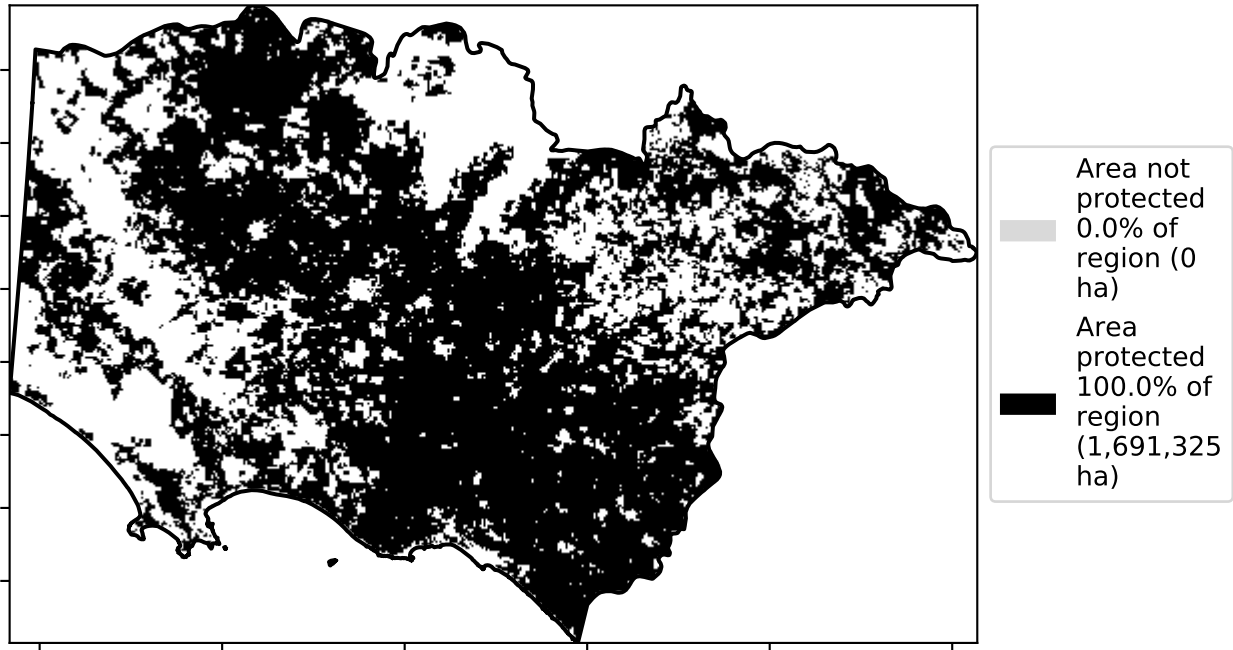 Area not
protected
0.0% of
region (0
ha)
Area
protected
100.0% of
region
(1,691,325
ha)